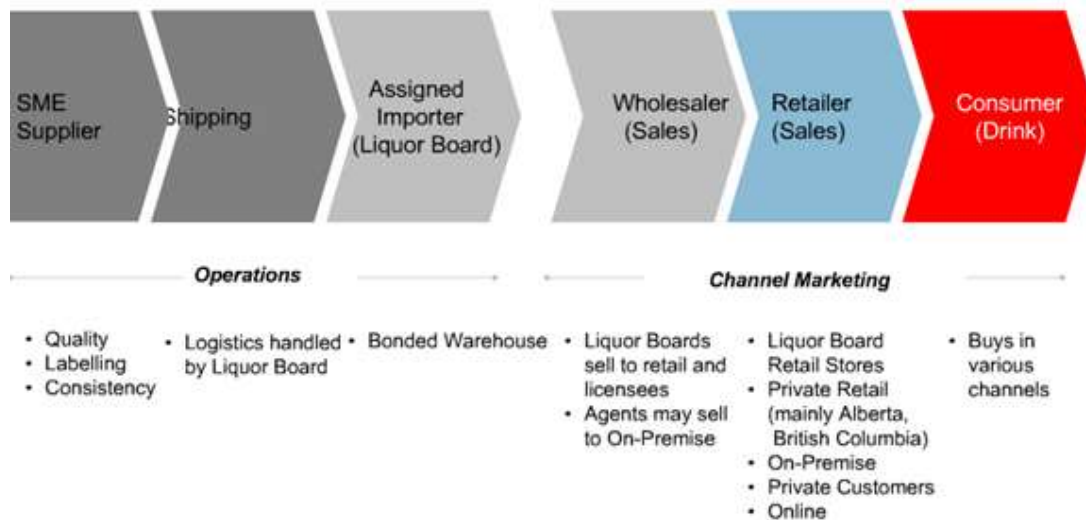 SME
Supplier
Shipping
Assigned
Importer
(Liquor Board)
Wholesaler
(Sales)
Retailer
(Sales)
Consumer
(Drink)
Operations
Channel Marketing
• Quality
• Labelling
• Consistency
• Logistics handled
by Liquor Board
• Bonded Warehouse
• Liquor Boards
sell to retail and
licensees
• Agents may sell
to On-Premise
• Liquor Board
Retail Stores
• Private Retail
(mainly Alberta,
British Columbia)
• On-Premise
• Private Customers
• Online
• Buys in
various
channels